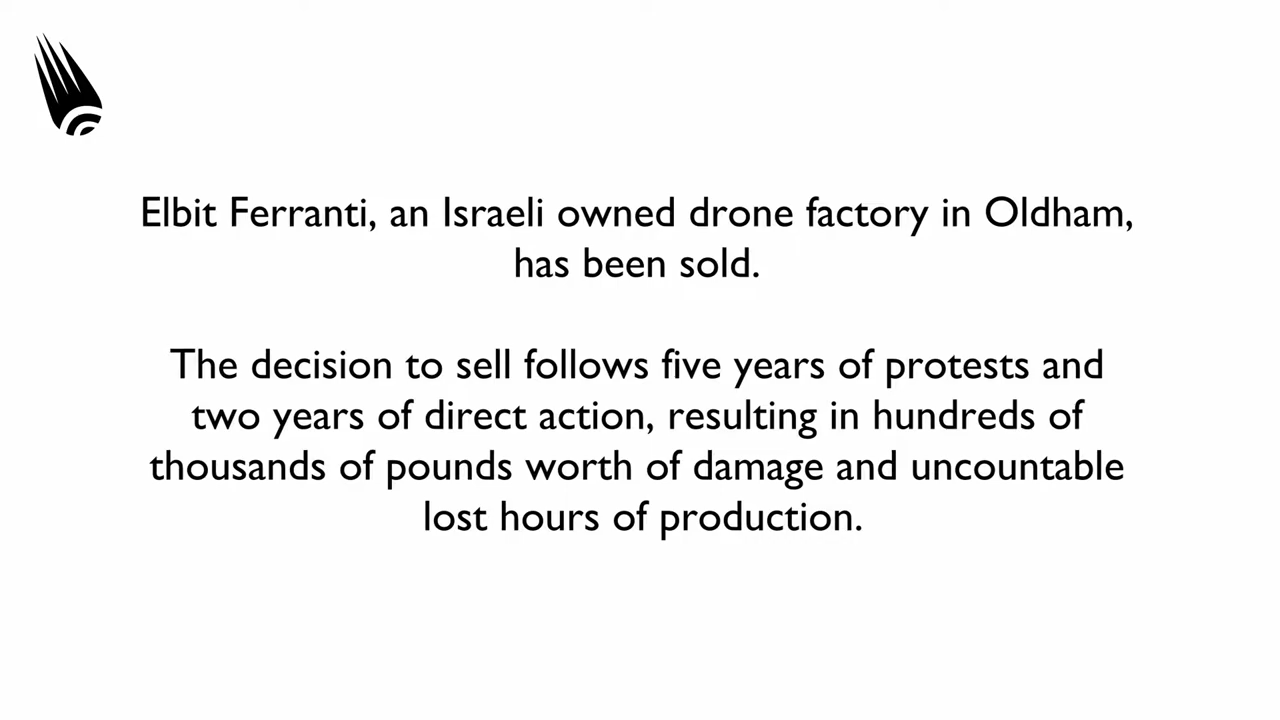 Elbit Ferranti, an Israeli owned drone factory in Oldham,
has been sold.
The decision to sell follows five years of protests and
two years of direct action, resulting in hundreds of
thousands of pounds worth of damage and uncountable
lost hours of production.